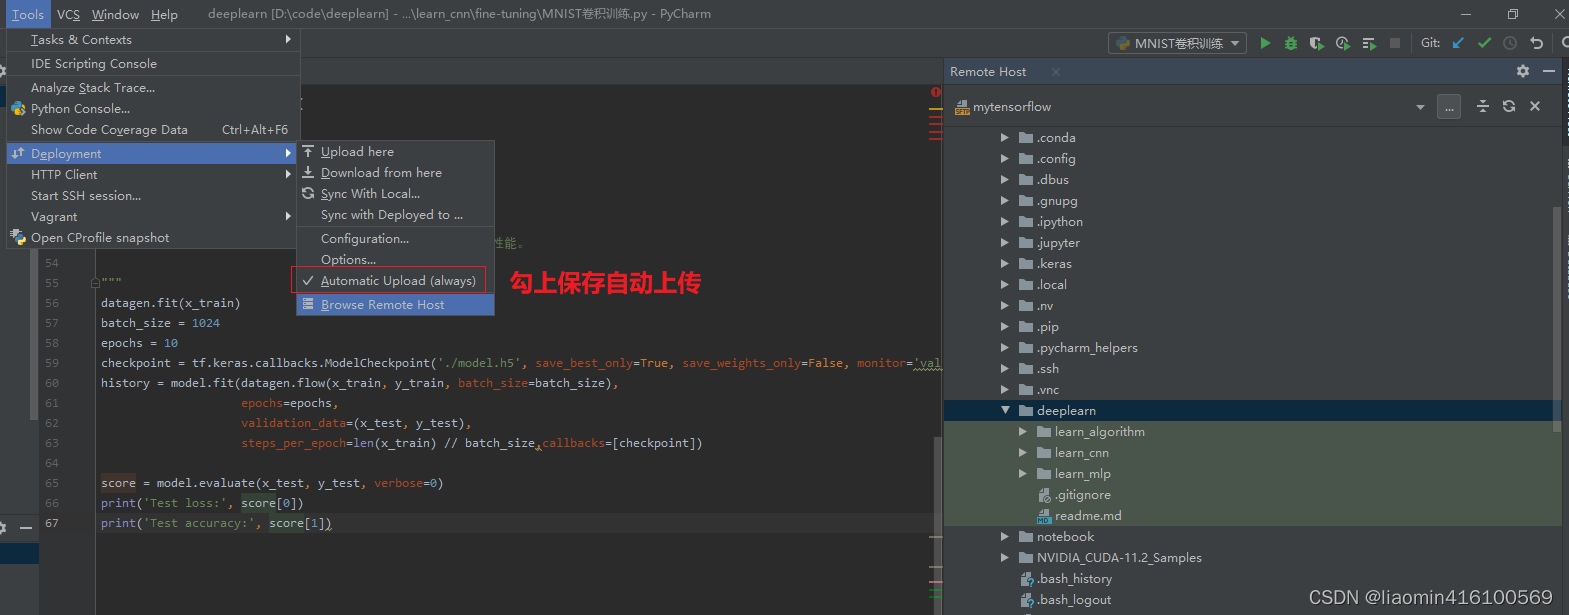 Tools VCS Window Help deeplearn [D:\code\deeplearn] - ...\learn_cnn\fine-tuning\MNIST卷积训练.py - PyCharm
Tasks & Contexts
IDE Scripting Console
Analyze Stack Trace...
Python Console...
Show Code Coverage Data Ctrl+Alt+F6
Deployment
HTTP Client
Start SSH session...
Vagrant
Open CProfile snapshot
Upload here
Download from here
Sync With Local...
Sync with Deployed to ...
Configuration...
Options...
Automatic Upload (always)
Browse Remote Host
勾上保存自动上传
性能。
54
55 """
56 datagen.fit(x_train)
57 batch_size = 1024
58 epochs = 10
59 checkpoint = tf.keras.callbacks.ModelCheckpoint('./model.h5', save_best_only=True, save_weights_only=False, monitor='val
60 history = model.fit(datagen.flow(x_train, y_train, batch_size=batch_size),
61 epochs=epochs,
62 validation_data=(x_test, y_test),
63 steps_per_epoch=len(x_train) // batch_size,callbacks=[checkpoint])
64
65 score = model.evaluate(x_test, y_test, verbose=0)
66 print('Test loss:', score[0])
67 print('Test accuracy:', score[1])
MNIST卷积训练 Git:
Remote Host
mytensorflow
...
.conda
.config
.dbus
.gnupg
.ipython
.jupyter
.keras
.local
.nv
.pip
.pycharm_helpers
.ssh
.vnc
deeplearn
learn_algorithm
learn_cnn
learn_mlp
.gitignore
readme.md
notebook
NVIDIA_CUDA-11.2_Samples
.bash_history
.bash_logout
CSDN @liaomin416100569